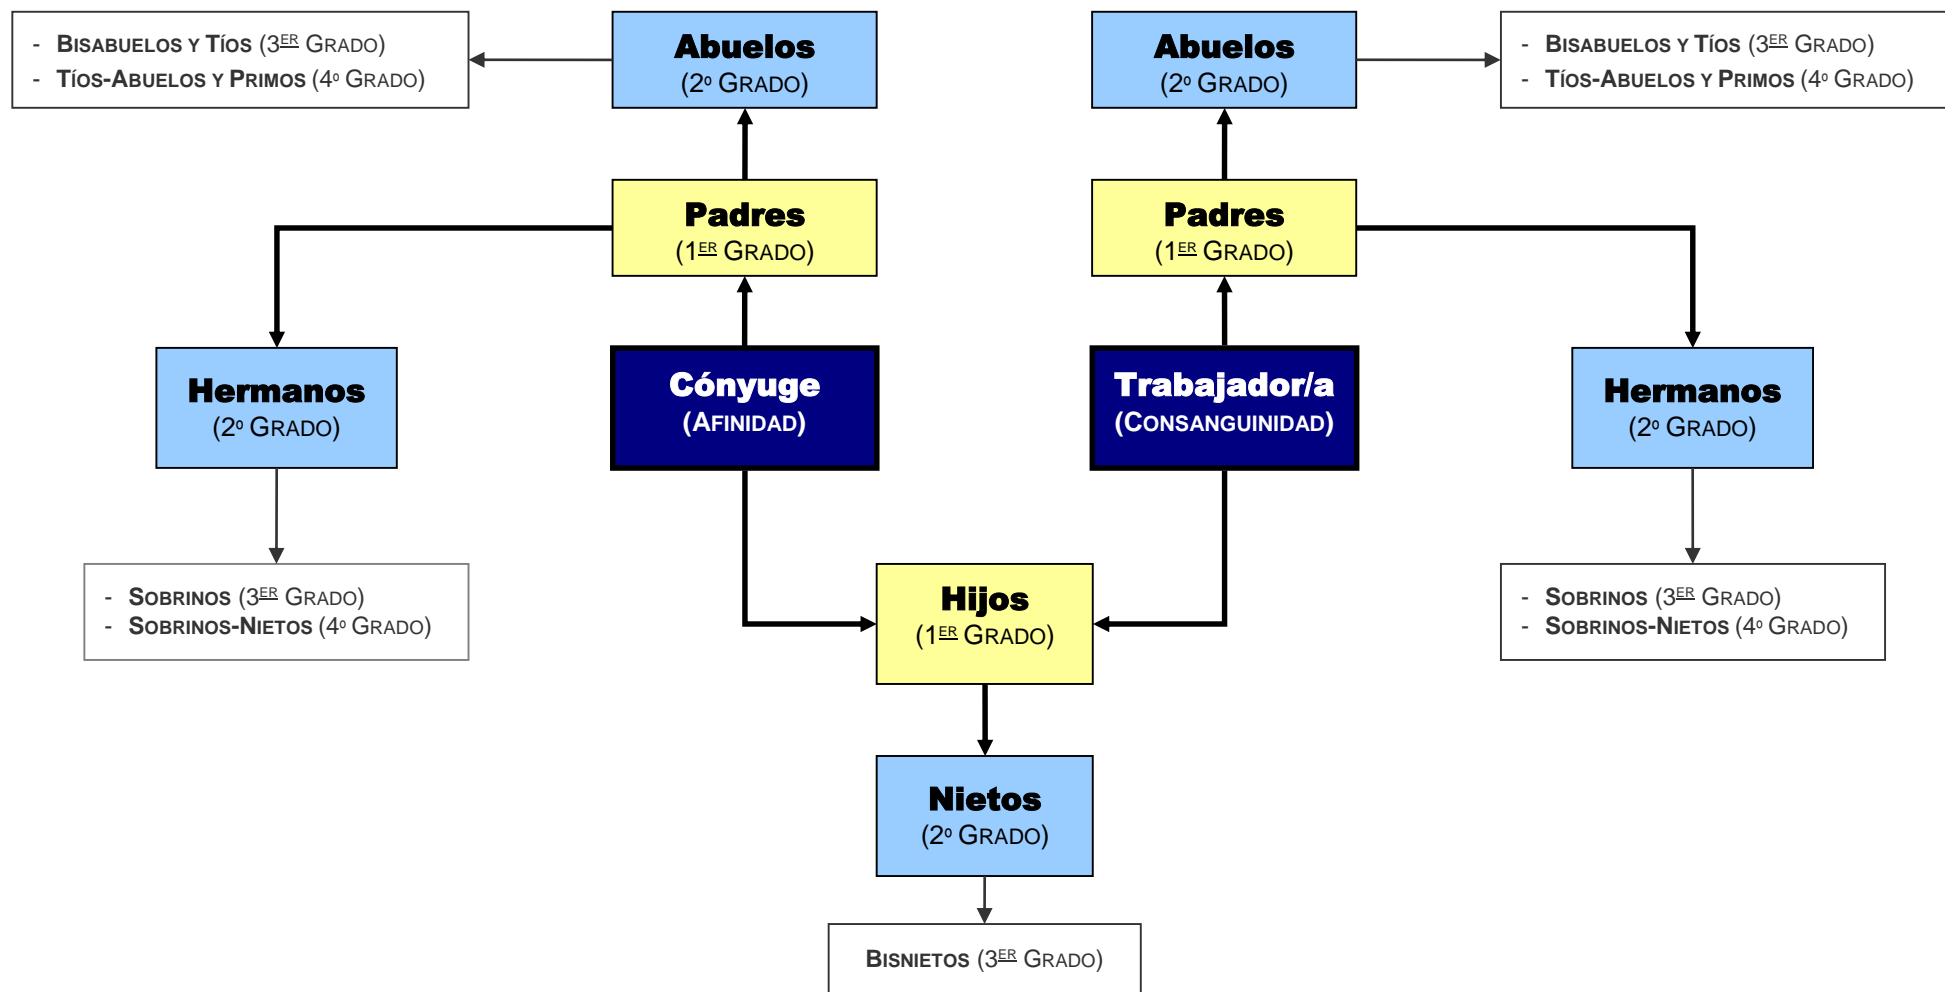 - BISABUELOS Y TÍOS (3ER GRADO)
- TÍOS-ABUELOS Y PRIMOS (4º GRADO)
Abuelos
(2º GRADO)
Abuelos
(2º GRADO)
- BISABUELOS Y TÍOS (3ER GRADO)
- TÍOS-ABUELOS Y PRIMOS (4º GRADO)
Padres
(1ER GRADO)
Padres
(1ER GRADO)
Hermanos
(2º GRADO)
Cónyuge
(AFINIDAD)
Trabajador/a
(CONSANGUINIDAD)
Hermanos
(2º GRADO)
- SOBRINOS (3ER GRADO)
- SOBRINOS-NIETOS (4º GRADO)
Hijos
(1ER GRADO)
- SOBRINOS (3ER GRADO)
- SOBRINOS-NIETOS (4º GRADO)
Nietos
(2º GRADO)
BISNIETOS (3ER GRADO)